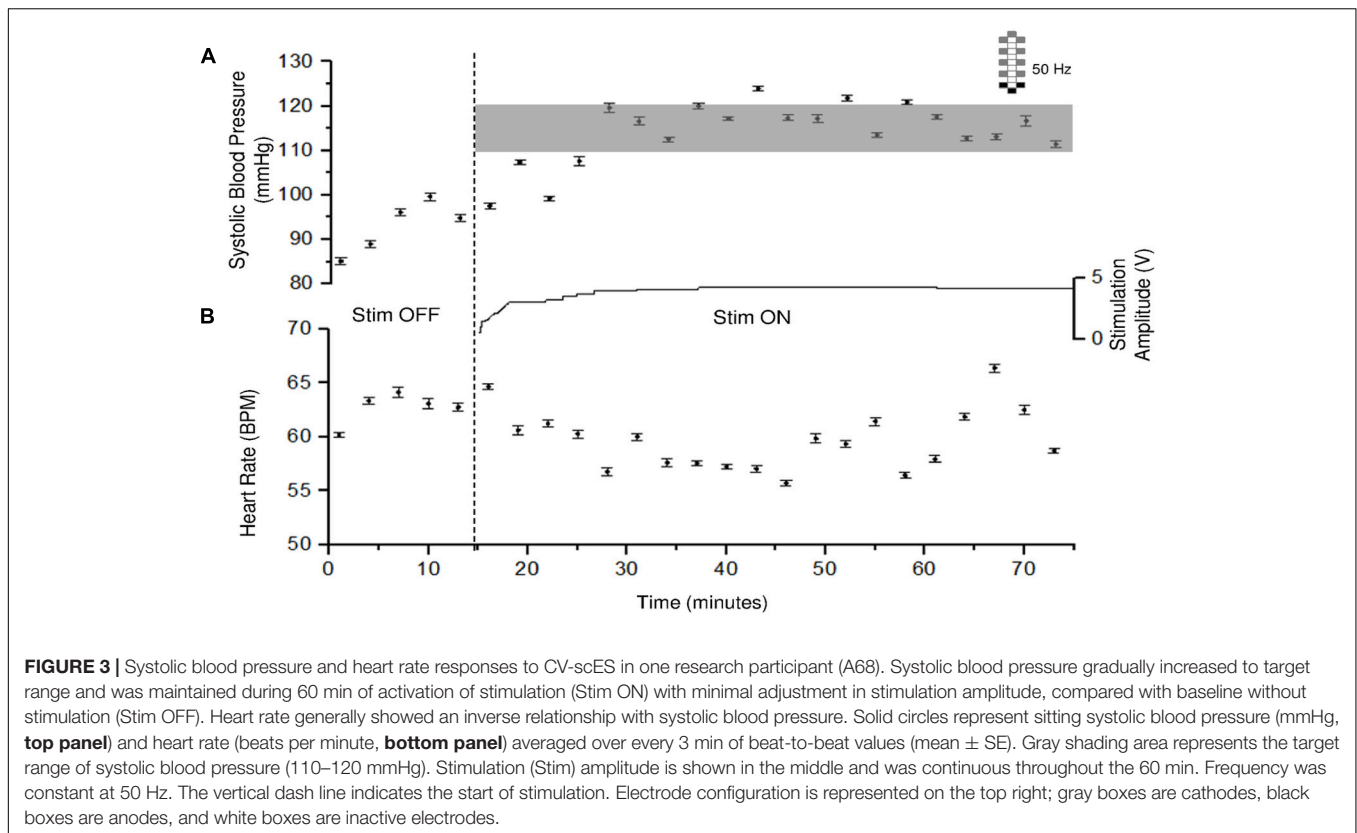 A
130
120
110
100
90
80
Systolic Blood Pressure
(mmHg)
50 Hz
Stim OFF
Stim ON
5
0
Stimulation
Amplitude (V)
B
70
65
60
55
50
Heart Rate (BPM)
0 10 20 30 40 50 60 70
Time (minutes)
FIGURE 3 | Systolic blood pressure and heart rate responses to CV-scES in one research participant (A68). Systolic blood pressure gradually increased to target
range and was maintained during 60 min of activation of stimulation (Stim ON) with minimal adjustment in stimulation amplitude, compared with baseline without
stimulation (Stim OFF). Heart rate generally showed an inverse relationship with systolic blood pressure. Solid circles represent sitting systolic blood pressure (mmHg,
top panel) and heart rate (beats per minute, bottom panel) averaged over every 3 min of beat-to-beat values (mean ± SE). Gray shading area represents the target
range of systolic blood pressure (110–120 mmHg). Stimulation (Stim) amplitude is shown in the middle and was continuous throughout the 60 min. Frequency was
constant at 50 Hz. The vertical dash line indicates the start of stimulation. Electrode configuration is represented on the top right; gray boxes are cathodes, black
boxes are anodes, and white boxes are inactive electrodes.